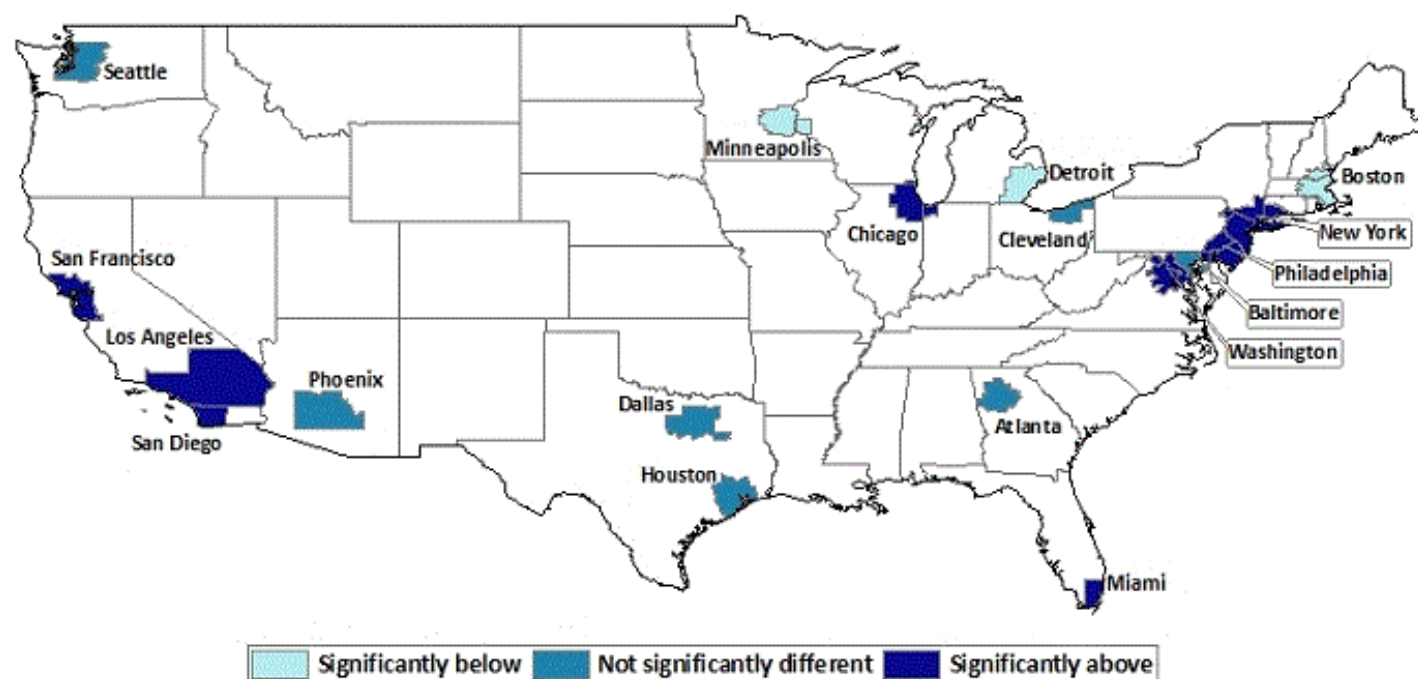 Seattle
Minneapolis
Detroit
Boston
Chicago
Cleveland
New York
San Francisco
Philadelphia
Baltimore
Los Angeles
Washington
Phoenix
Dallas
Atlanta
San Diego
Houston
Miami
Significantly below
Not significantly different
Significantly above